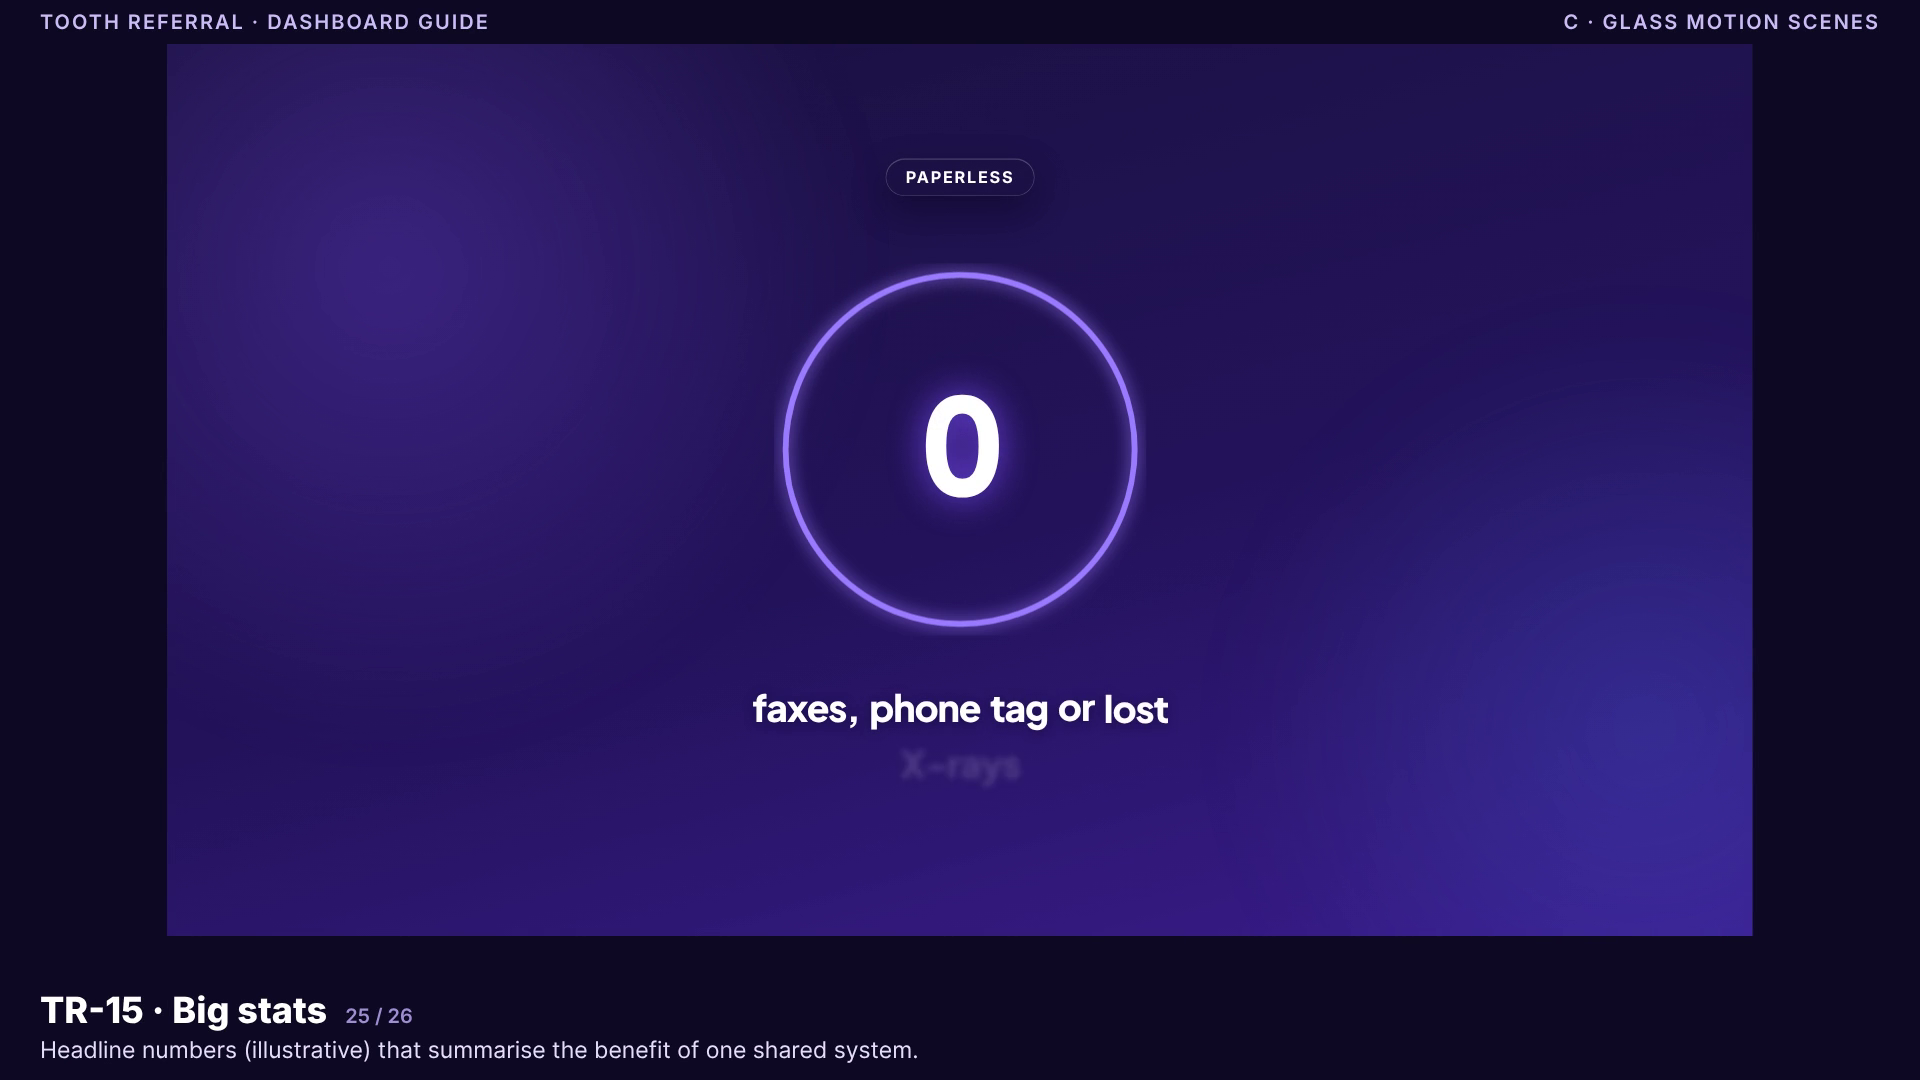 TOOTH REFERRAL · DASHBOARD GUIDE
C · GLASS MOTION SCENES
PAPERLESS
0
faxes, phone tag or lost
X-rays
TR-15 · Big stats 25 / 26
Headline numbers (illustrative) that summarise the benefit of one shared system.